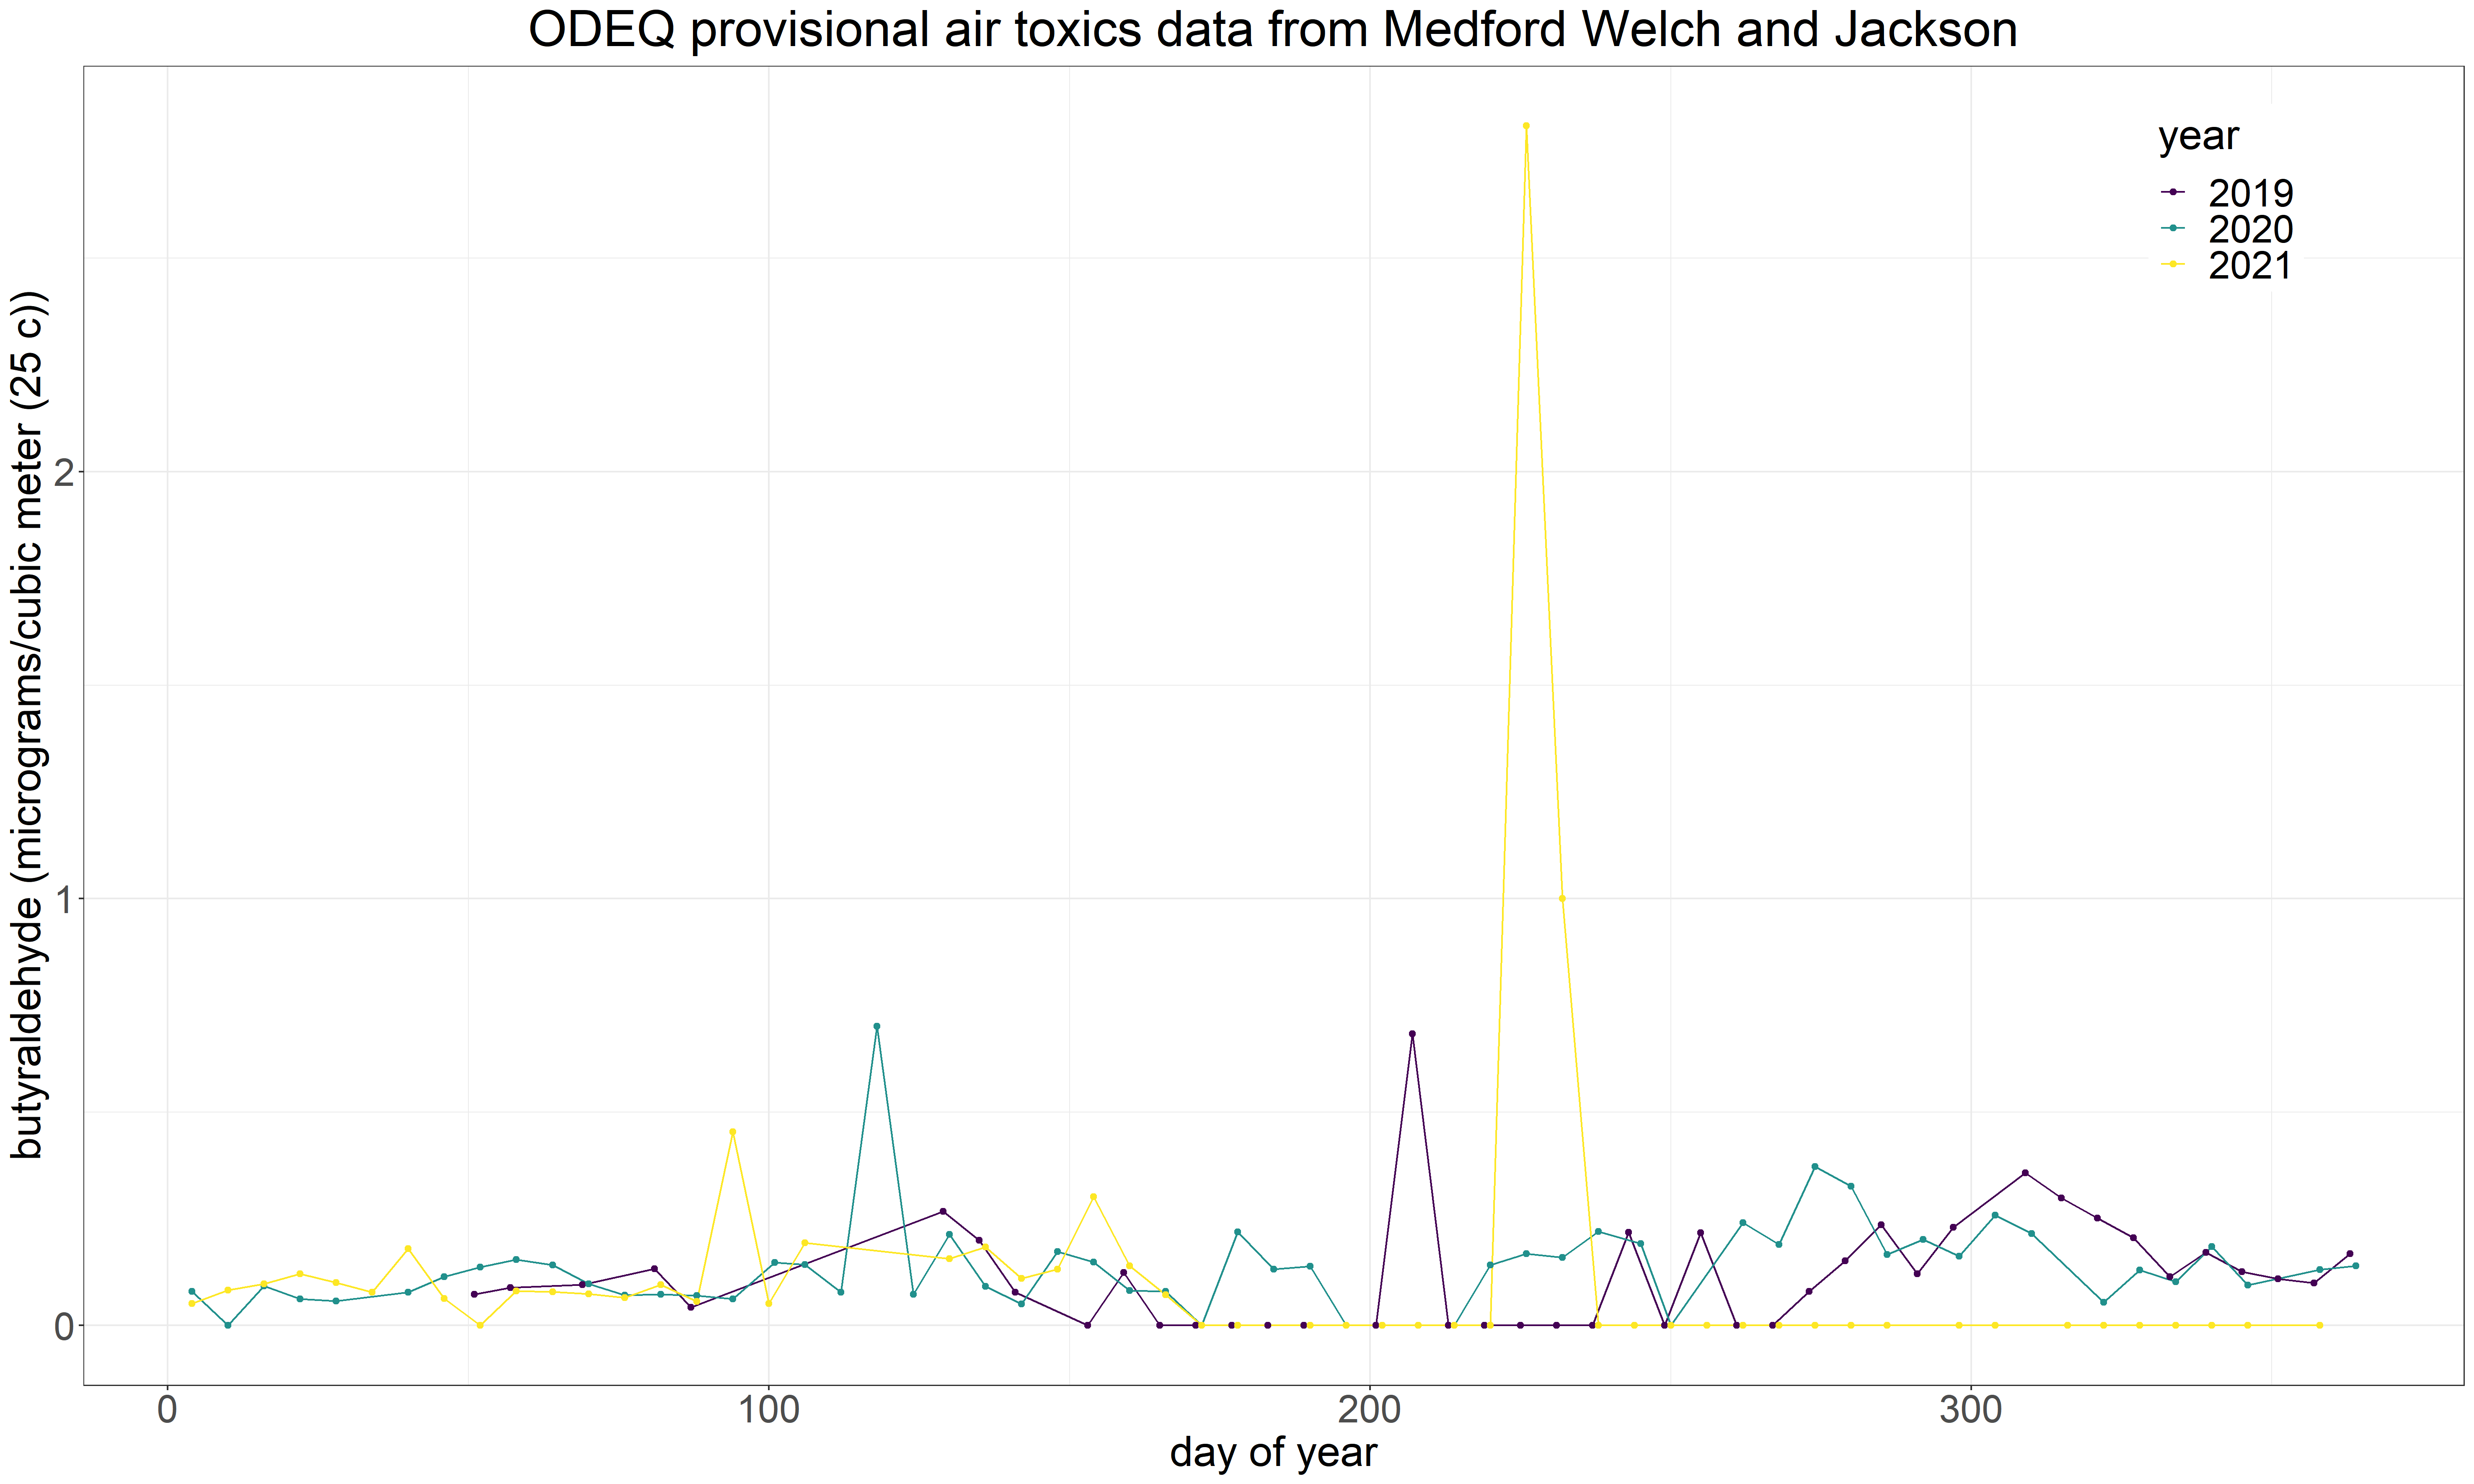 ODEQ provisional air toxics data from Medford Welch and Jackson
butyraldehyde (micrograms/cubic meter (25 c))
2
1
0
year
2019
2020
2021
0 100 200 300
day of year